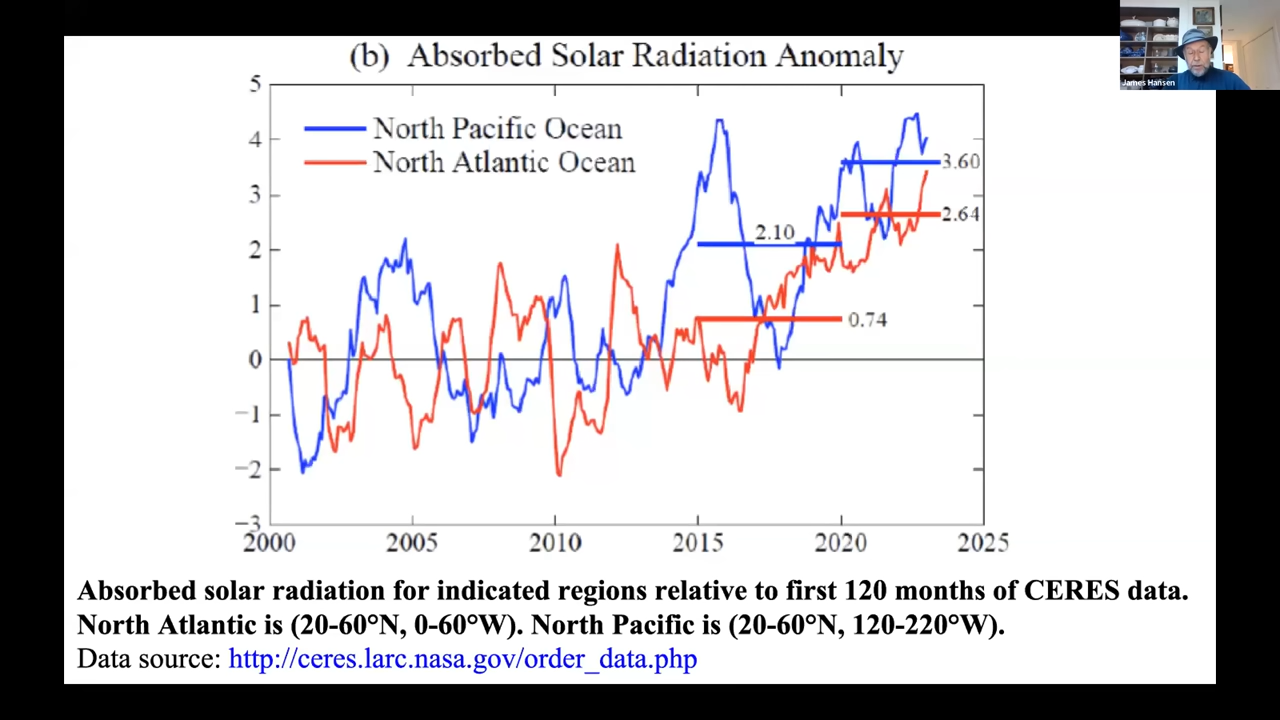 James Hansen
(b) Absorbed Solar Radiation Anomaly
5
4
3
2
1
0
−1
−2
−3
North Pacific Ocean
North Atlantic Ocean
3.60
2.64
2.10
0.74
2000 2005 2010 2015 2020 2025
Absorbed solar radiation for indicated regions relative to first 120 months of CERES data.
North Atlantic is (20-60°N, 0-60°W). North Pacific is (20-60°N, 120-220°W).
Data source: http://ceres.larc.nasa.gov/order_data.php